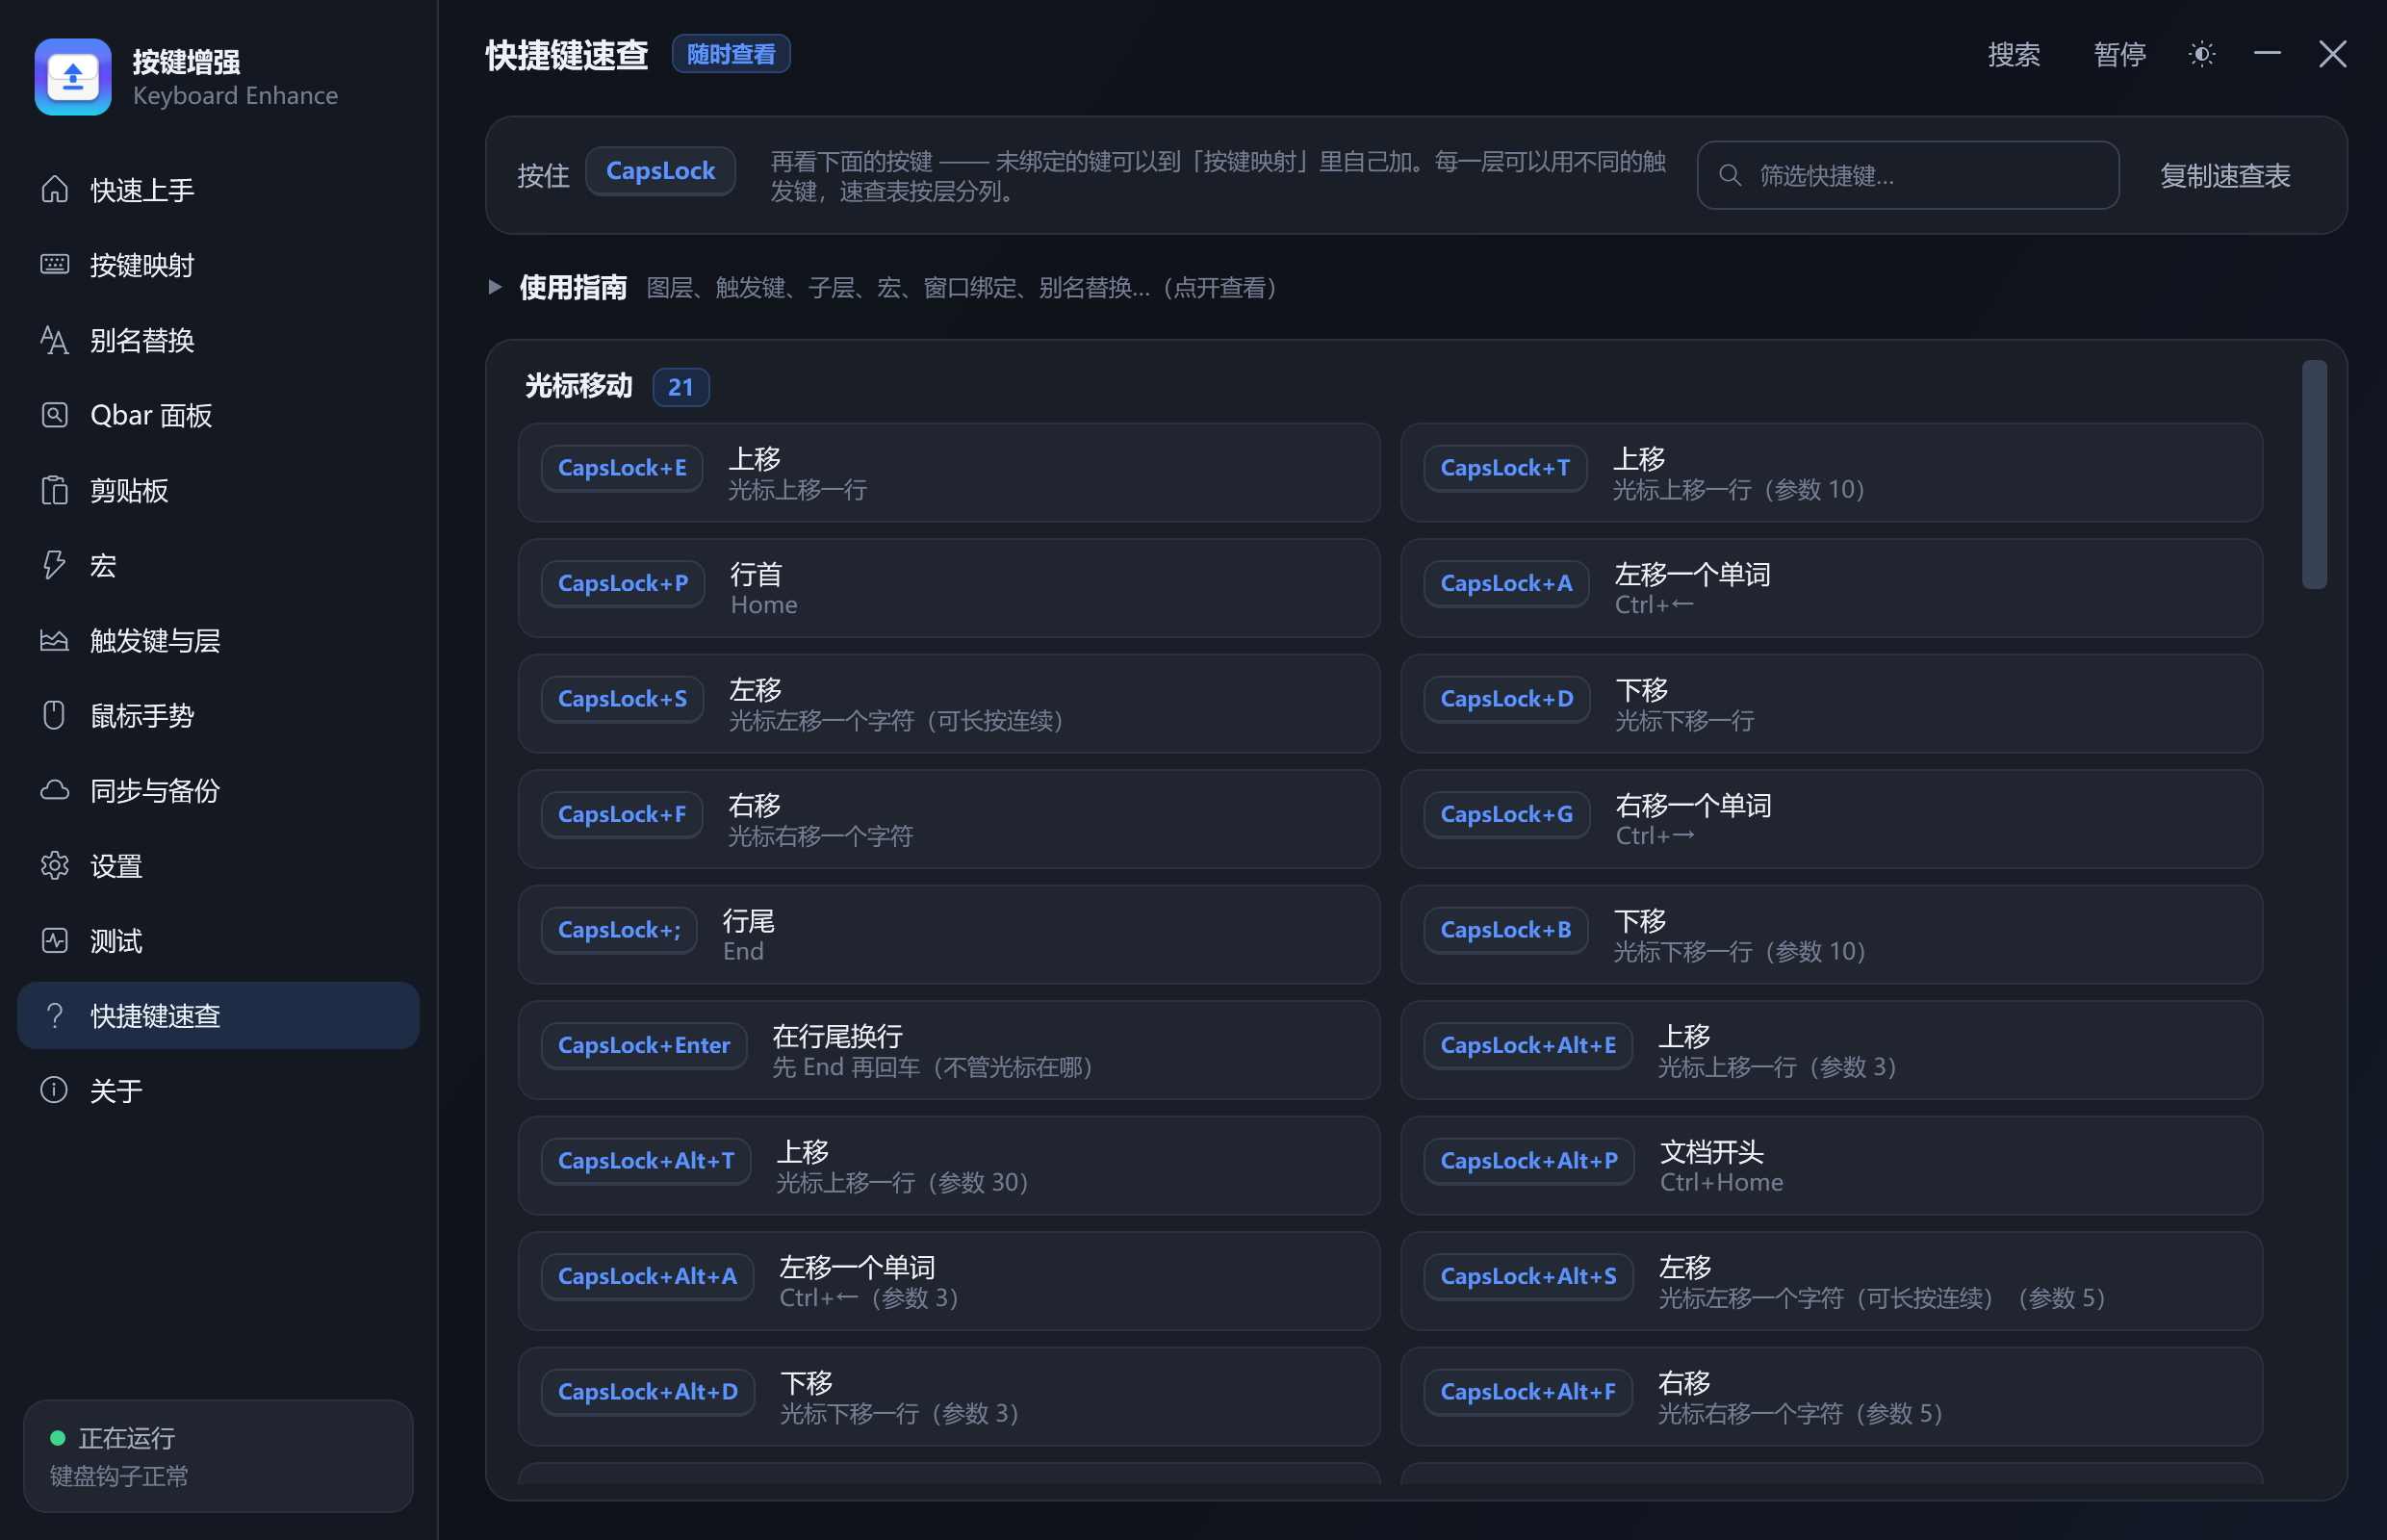 按键增强
Keyboard Enhance
快速上手
按键映射
别名替换
Qbar 面板
剪贴板
宏
触发键与层
鼠标手势
同步与备份
设置
测试
快捷键速查
关于
正在运行
键盘钩子正常
快捷键速查
随时查看
搜索
暂停
按住
CapsLock
再看下面的按键 —— 未绑定的键可以到「按键映射」里自己加。每一层可以用不同的触
发键，速查表按层分列。
筛选快捷键...
复制速查表
使用指南
图层、触发键、子层、宏、窗口绑定、别名替换...（点开查看）
光标移动
21
CapsLock+E
上移
光标上移一行
CapsLock+T
上移
光标上移一行（参数 10）
CapsLock+P
行首
Home
CapsLock+A
左移一个单词
Ctrl+←
CapsLock+S
左移
光标左移一个字符（可长按连续）
CapsLock+D
下移
光标下移一行
CapsLock+F
右移
光标右移一个字符
CapsLock+G
右移一个单词
Ctrl+→
CapsLock+;
行尾
End
CapsLock+B
下移
光标下移一行（参数 10）
CapsLock+Enter
在行尾换行
先 End 再回车（不管光标在哪）
CapsLock+Alt+E
上移
光标上移一行（参数 3）
CapsLock+Alt+T
上移
光标上移一行（参数 30）
CapsLock+Alt+P
文档开头
Ctrl+Home
CapsLock+Alt+A
左移一个单词
Ctrl+←（参数 3）
CapsLock+Alt+S
左移
光标左移一个字符（可长按连续）（参数 5）
CapsLock+Alt+D
下移
光标下移一行（参数 3）
CapsLock+Alt+F
右移
光标右移一个字符（参数 5）